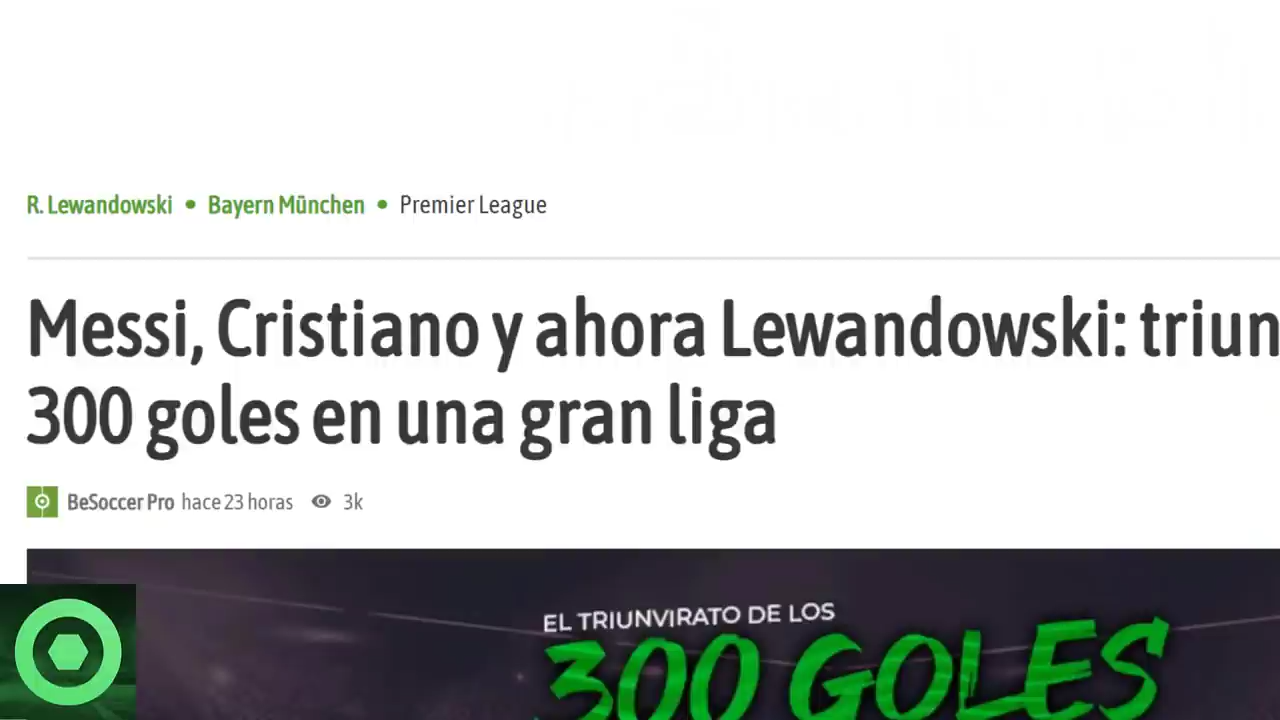 R. Lewandowski • Bayern München • Premier League
Messi, Cristiano y ahora Lewandowski: triun
300 goles en una gran liga
BeSoccer Pro hace 23 horas 3k
EL TRIUNVIRATO DE LOS
300 GOLES